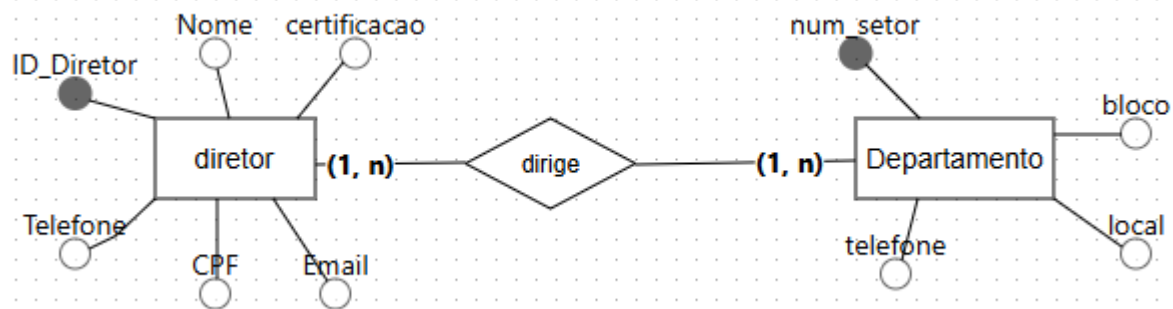 Nome
certificacao
ID_Diretor
diretor
(1, n)
Telefone
CPF
Email
dirige
num_setor
(1, n)
Departamento
bloco
local
telefone